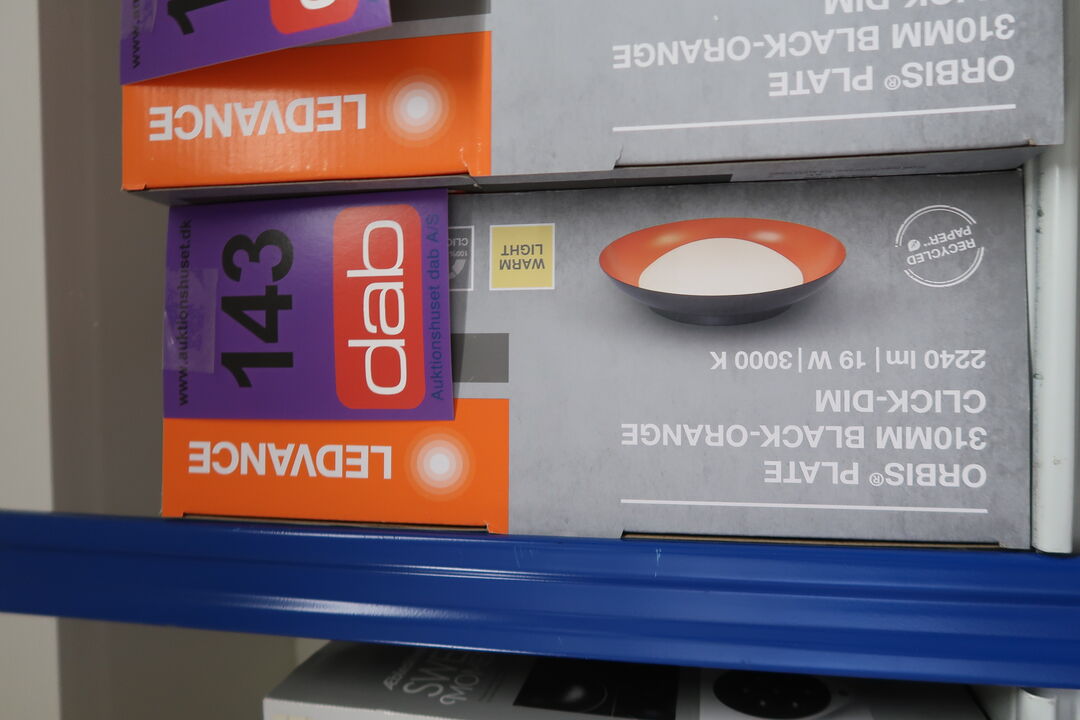 ORBIS® PLATE
310MM BLACK-ORANGE
LEDVANCE
RECYCLED
PAPER
WARM
LIGHT
2240 lm | 19 W | 3000 K
CLICK-DIM
310MM BLACK-ORANGE
ORBIS® PLATE
LEDVANCE
www.auktionshuset.dk
143
dab
Auktionshuset dab A/S